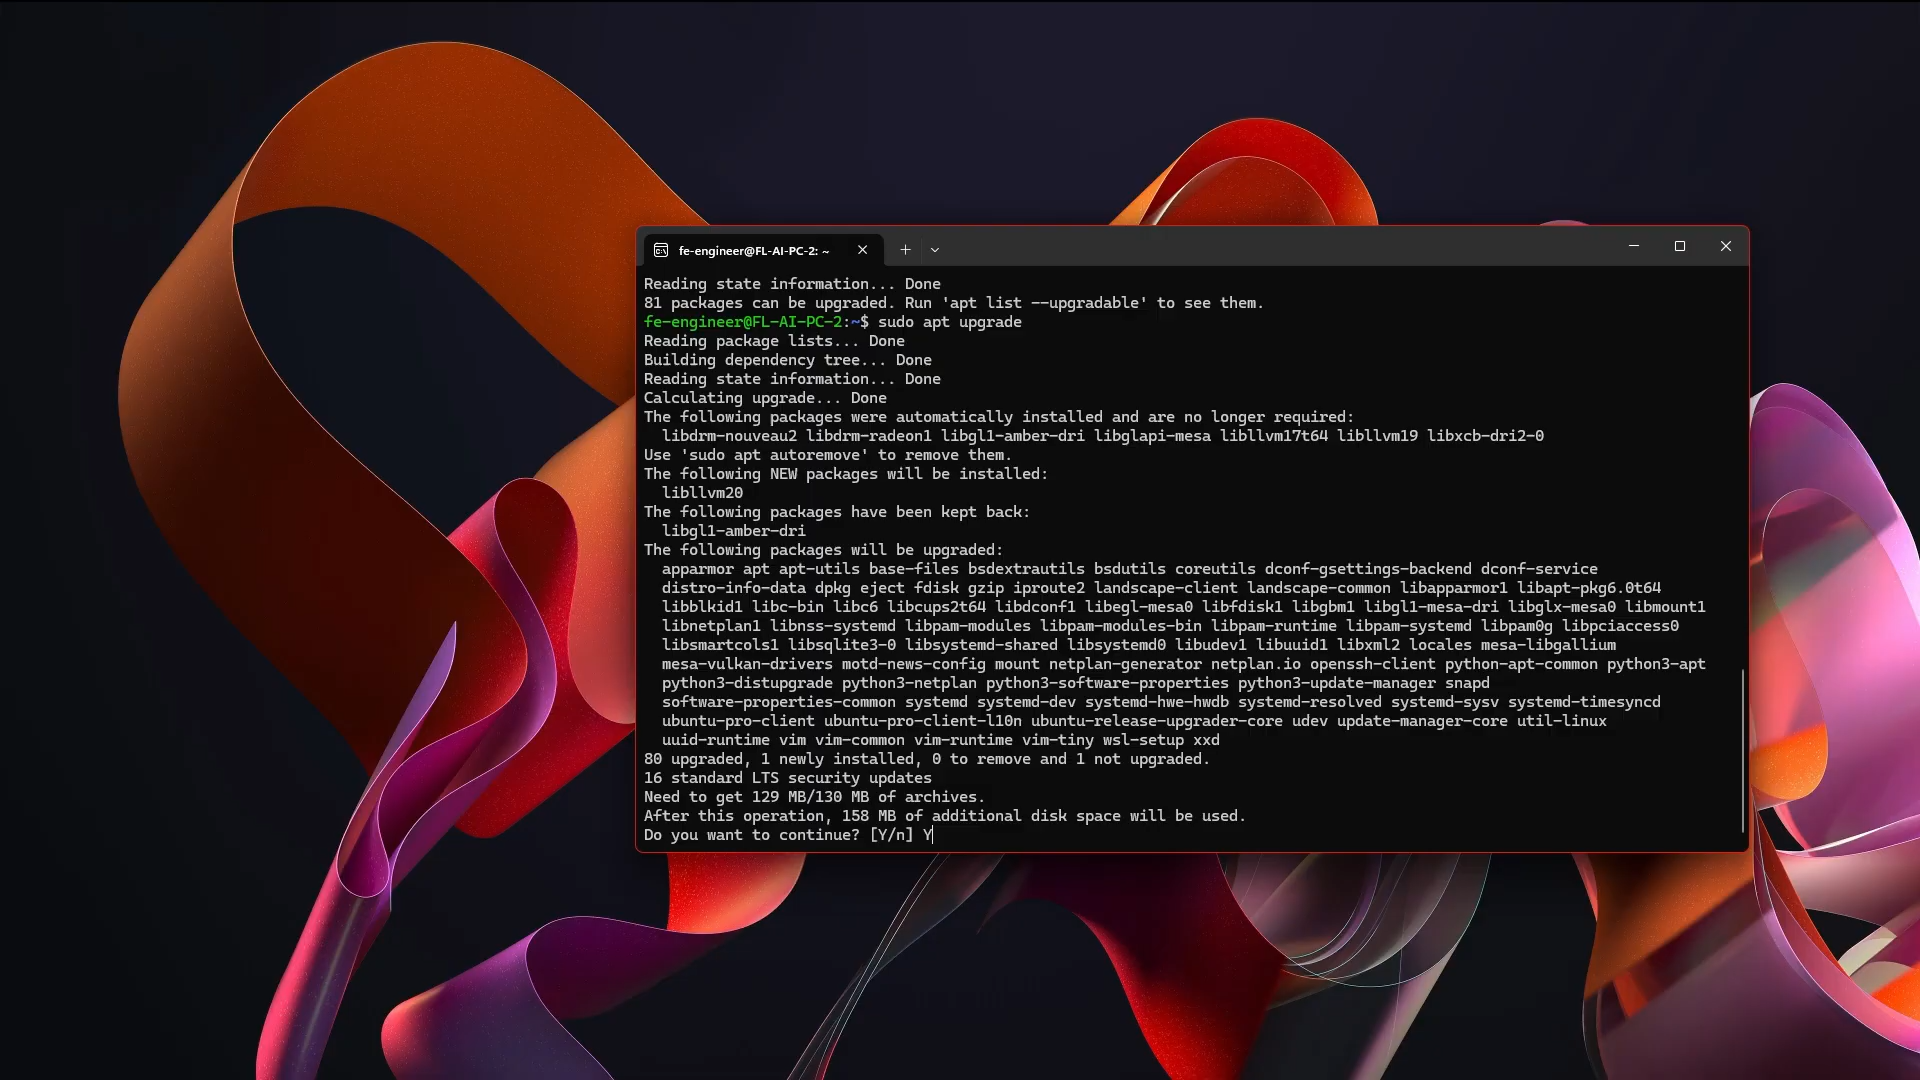 fe-engineer@FL-AI-PC-2: ~
Reading state information... Done
81 packages can be upgraded. Run 'apt list --upgradable' to see them.
fe-engineer@FL-AI-PC-2:~$ sudo apt upgrade
Reading package lists... Done
Building dependency tree... Done
Reading state information... Done
Calculating upgrade... Done
The following packages were automatically installed and are no longer required:
libdrm-nouveau2 libdrm-radeon1 libgl1-amber-dri libglapi-mesa libllvm17t64 libllvm19 libxcb-dri2-0
Use 'sudo apt autoremove' to remove them.
The following NEW packages will be installed:
libllvm20
The following packages have been kept back:
libgl1-amber-dri
The following packages will be upgraded:
apparmor apt apt-utils base-files bsdextrautils bsdutils coreutils dconf-gsettings-backend dconf-service
distro-info-data dpkg eject fdisk gzip iproute2 landscape-client landscape-common libapparmor1 libapt-pkg6.0t64
libblkid1 libc-bin libc6 libcups2t64 libdconf1 libegl-mesa0 libfdisk1 libgbm1 libgl1-mesa-dri libglx-mesa0 libmount1
libnetplan1 libnss-systemd libpam-modules libpam-modules-bin libpam-runtime libpam-systemd libpam0g libpciaccess0
libsmartcols1 libsqlite3-0 libsystemd-shared libsystemd0 libudev1 libuuid1 libxml2 locales mesa-libgallium
mesa-vulkan-drivers motd-news-config mount netplan-generator netplan.io openssh-client python-apt-common python3-apt
python3-distupgrade python3-netplan python3-software-properties python3-update-manager snapd
software-properties-common systemd systemd-dev systemd-hwe-hwdb systemd-resolved systemd-sysv systemd-timesyncd
ubuntu-pro-client ubuntu-pro-client-l10n ubuntu-release-upgrader-core udev update-manager-core util-linux
uuid-runtime vim vim-common vim-runtime vim-tiny wsl-setup xxd
80 upgraded, 1 newly installed, 0 to remove and 1 not upgraded.
16 standard LTS security updates
Need to get 129 MB/130 MB of archives.
After this operation, 158 MB of additional disk space will be used.
Do you want to continue? [Y/n] Y